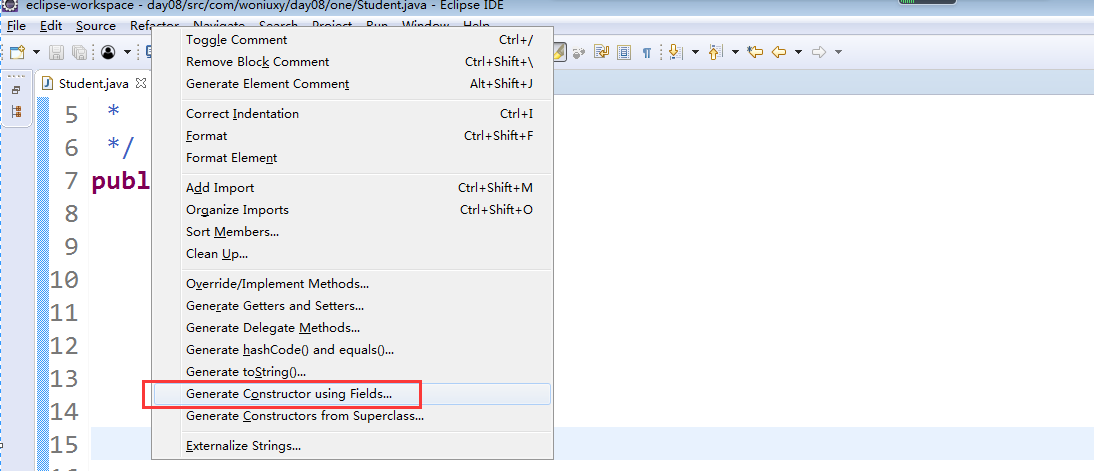 eclipse-workspace - day08/src/com/woniuxy/day08/one/Student.java - Eclipse IDE
File Edit Source Refactor Navigate Search Project Run Window Help
Toggle Comment Ctrl+/
Remove Block Comment Ctrl+Shift+\
Generate Element Comment Alt+Shift+J
Correct Indentation Ctrl+I
Format Ctrl+Shift+F
Format Element
Add Import Ctrl+Shift+M
Organize Imports Ctrl+Shift+O
Sort Members...
Clean Up...
Override/Implement Methods...
Generate Getters and Setters...
Generate Delegate Methods...
Generate hashCode() and equals()...
Generate toString()...
Generate Constructor using Fields...
Generate Constructors from Superclass...
Externalize Strings...
Student.java
5 *
6 */
7 publ
8
9
10
11
12
13
14
15